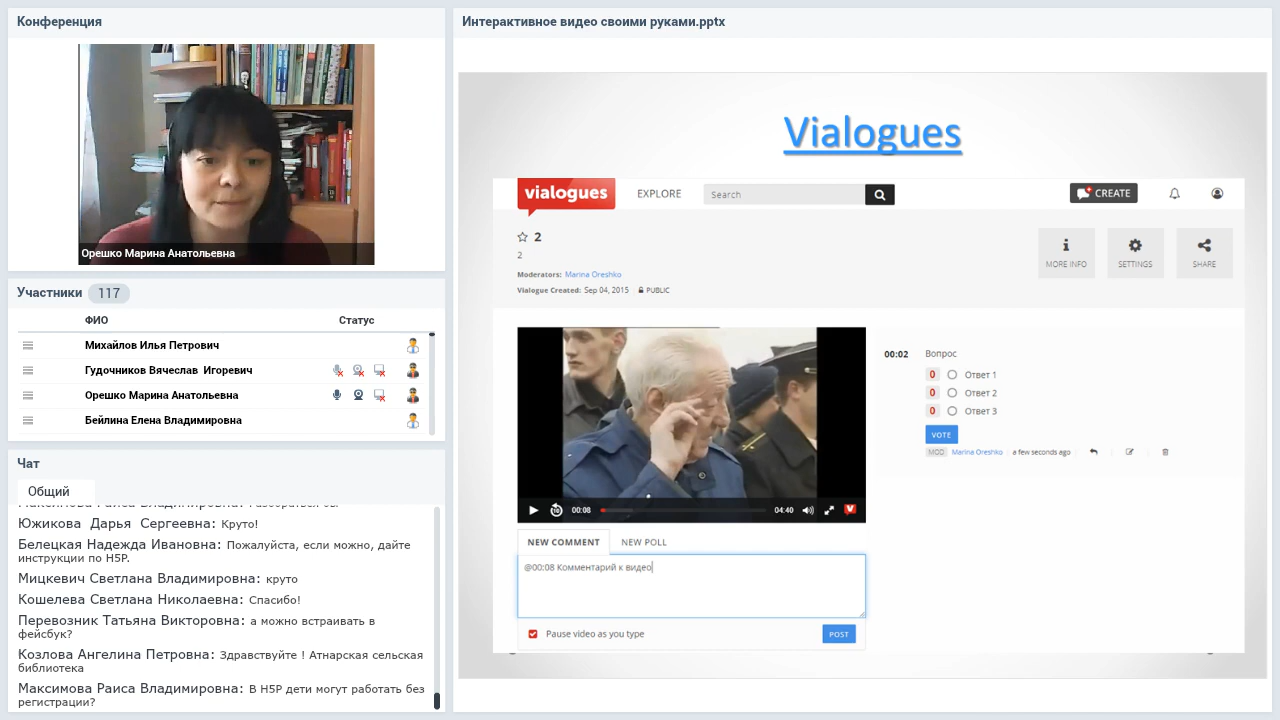 Конференция
Орешко Марина Анатольевна
Участники 117
ФИО Статус
Михайлов Илья Петрович
Гудочников Вячеслав Игоревич
Орешко Марина Анатольевна
Бейлина Елена Владимировна
Чат
Общий
Южикова Дарья Сергеевна: Круто!
Белецкая Надежда Ивановна: Пожалуйста, если можно, дайте
инструкции по H5P.
Мицкевич Светлана Владимировна: круто
Кошелева Светлана Николаевна: Спасибо!
Перевозник Татьяна Викторовна: а можно встраивать в
фейсбук?
Козлова Ангелина Петровна: Здравствуйте ! Атнарская сельская
библиотека
Максимова Раиса Владимировна: В H5P дети могут работать без
регистрации?
Интерактивное видео своими руками.pptx
Vialogues
vialogues EXPLORE Search CREATE
2
2
Moderators: Marina Oreshko
Vialogue Created: Sep 04, 2015 PUBLIC
MORE INFO SETTINGS SHARE
10 00:08 04:40
NEW COMMENT NEW POLL
@00:08 Комментарий к видео
Pause video as you type POST
00:02 Вопрос
0 Ответ 1
0 Ответ 2
0 Ответ 3
VOTE
MOD Marina Oreshko a few seconds ago